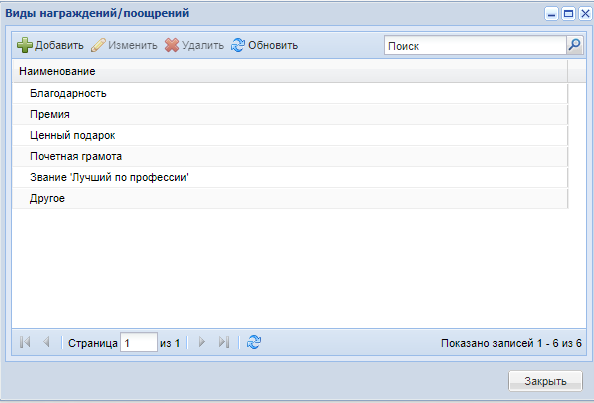 Виды награждений/поощрений
Добавить Изменить Удалить Обновить Поиск
Наименование
Благодарность
Премия
Ценный подарок
Почетная грамота
Звание 'Лучший по профессии'
Другое
Страница 1 из 1 Показано записей 1 - 6 из 6
Закрыть